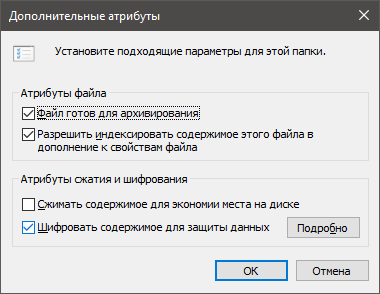 Дополнительные атрибуты
Установите подходящие параметры для этой папки.
Атрибуты файла
Файл готов для архивирования
Разрешить индексировать содержимое этого файла в
дополнение к свойствам файла
Атрибуты сжатия и шифрования
Сжимать содержимое для экономии места на диске
Шифровать содержимое для защиты данных
Подробно
ОК
Отмена